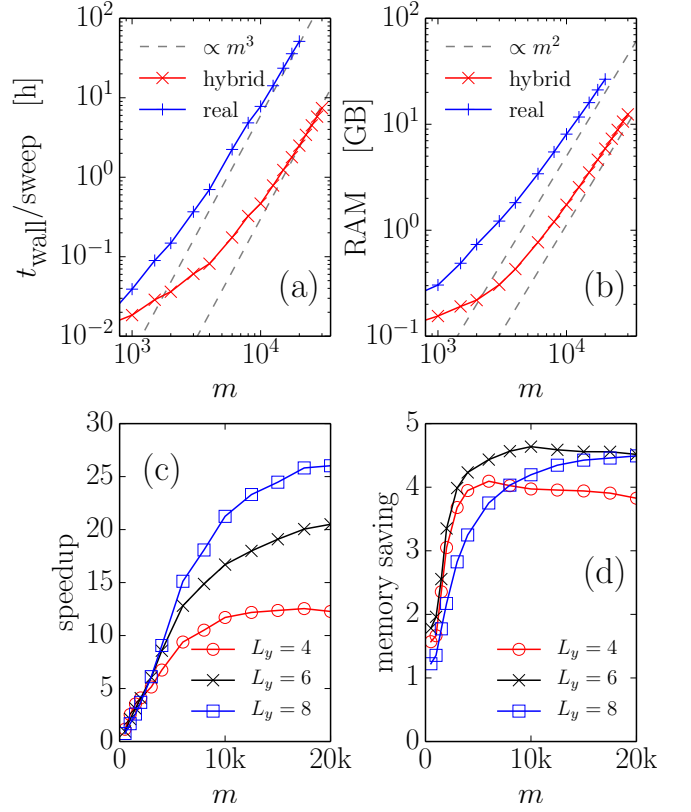 10^2
10^1
10^0
10^{-1}
10^{-2}
t_wall/sweep [h]
∝ m^3
hybrid
real
(a)
10^3
10^4
m
10^2
10^1
10^0
10^{-1}
RAM [GB]
∝ m^2
hybrid
real
(b)
10^3
10^4
m
30
25
20
15
10
5
0
speedup
(c)
L_y = 4
L_y = 6
L_y = 8
0
10k
20k
m
5
4
3
2
1
0
memory saving
(d)
L_y = 4
L_y = 6
L_y = 8
0
10k
20k
m